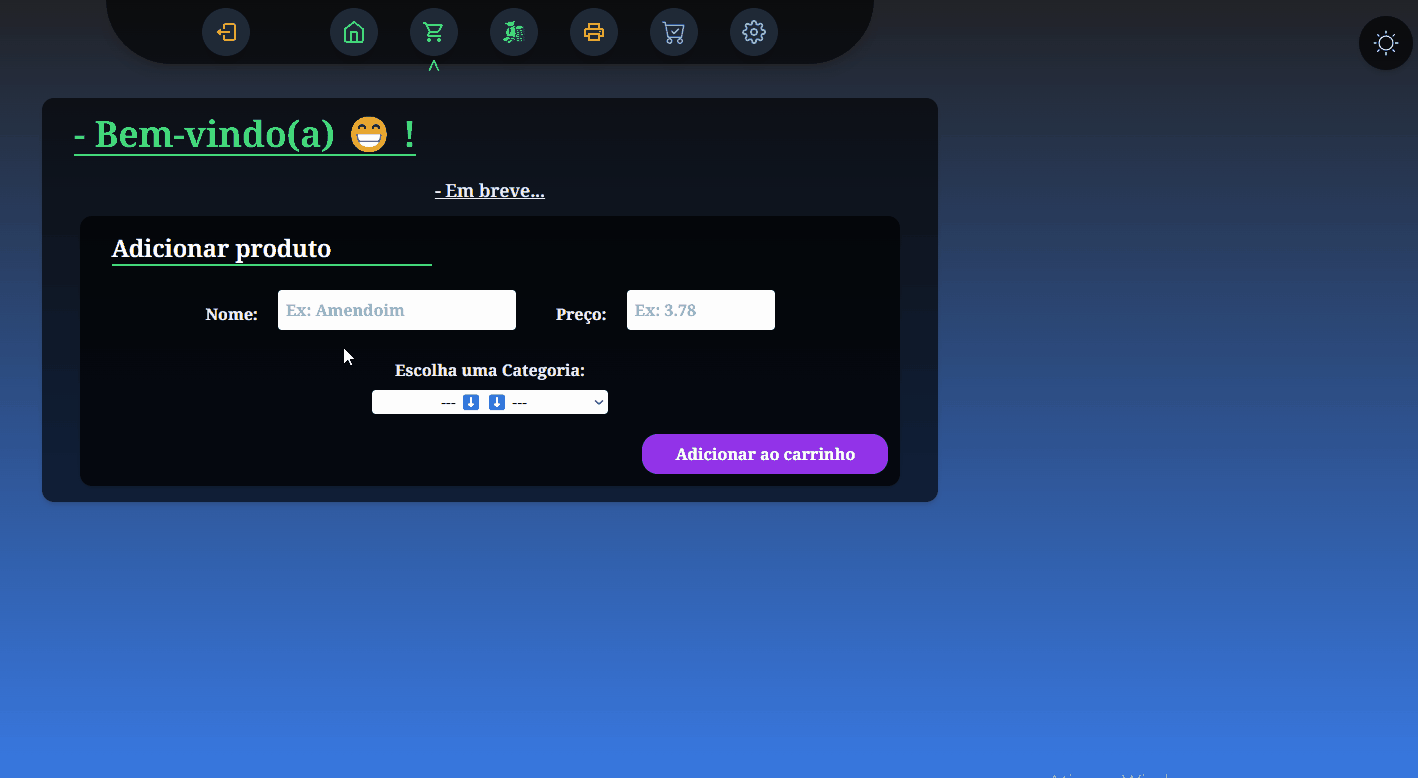 ^
- Bem-vindo(a) 😁 !
- Em breve...
Adicionar produto
Nome: Ex: Amendoim Preço: Ex: 3.78
Escolha uma Categoria:
--- ⬇️ ⬇️ ---
Adicionar ao carrinho